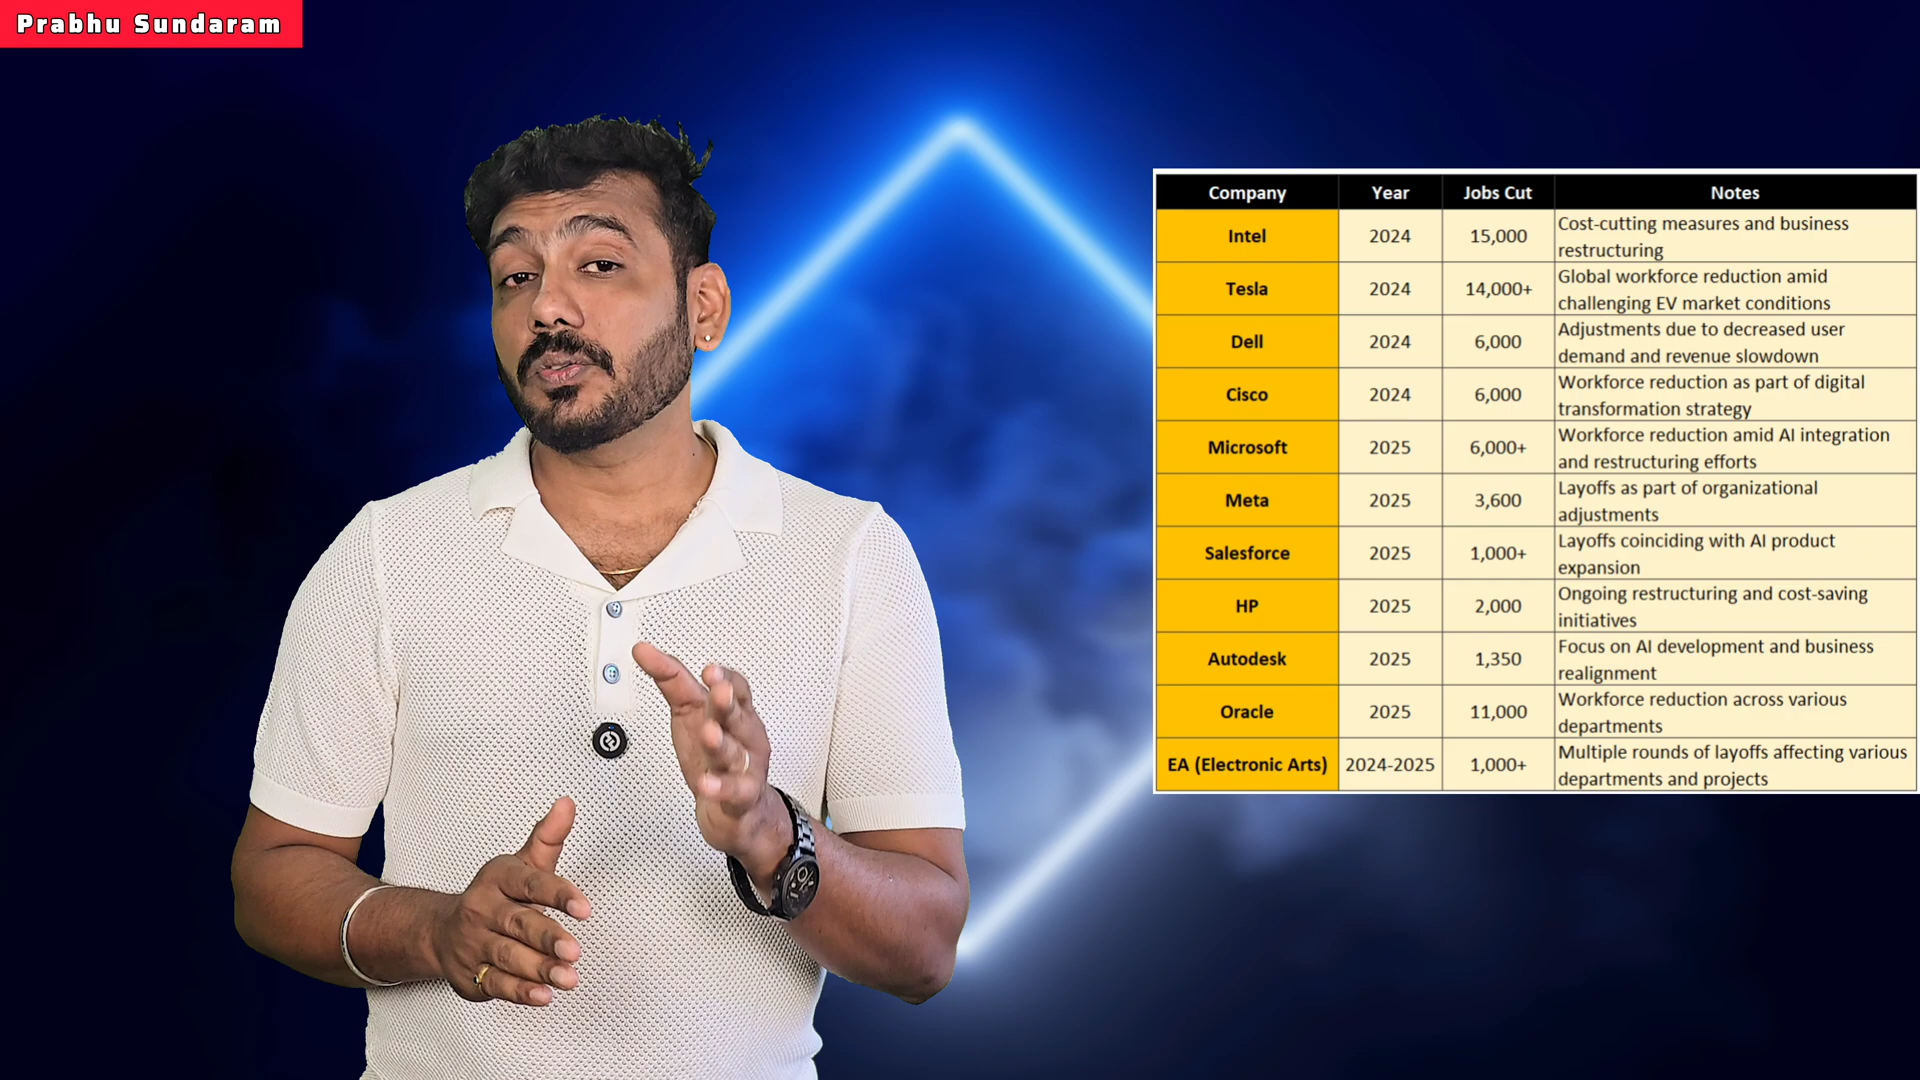 Prabhu Sundaram
Company Year Jobs Cut Notes
Intel 2024 15,000 Cost-cutting measures and business
restructuring
Tesla 2024 14,000+ Global workforce reduction amid
challenging EV market conditions
Dell 2024 6,000 Adjustments due to decreased user
demand and revenue slowdown
Cisco 2024 6,000 Workforce reduction as part of digital
transformation strategy
Microsoft 2025 6,000+ Workforce reduction amid AI integration
and restructuring efforts
Meta 2025 3,600 Layoffs as part of organizational
adjustments
Salesforce 2025 1,000+ Layoffs coinciding with AI product
expansion
HP 2025 2,000 Ongoing restructuring and cost-saving
initiatives
Autodesk 2025 1,350 Focus on AI development and business
realignment
Oracle 2025 11,000 Workforce reduction across various
departments
EA (Electronic Arts) 2024-2025 1,000+ Multiple rounds of layoffs affecting various
departments and projects